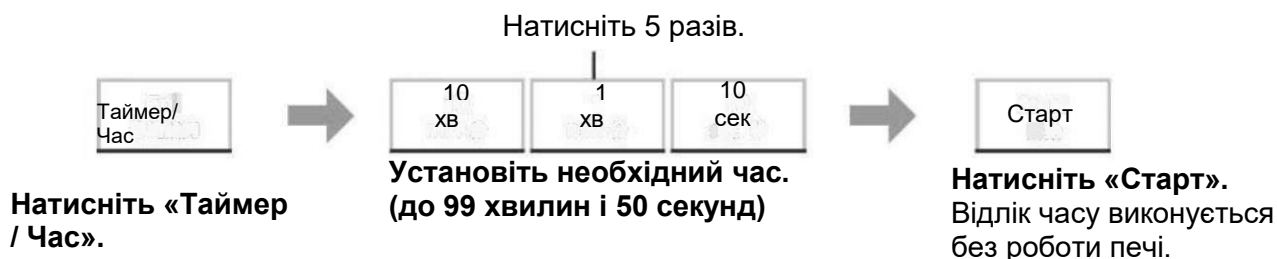 Натисніть 5 разів.
Таймер/
Час
10
хв
1
хв
10
сек
Старт
Натисніть «Таймер
/ Час».
Установіть необхідний час.
(до 99 хвилин і 50 секунд)
Натисніть «Старт».
Відлік часу виконується
без роботи печі.